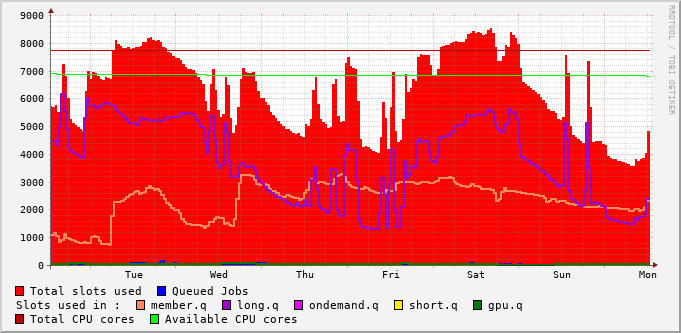 9000
8000
7000
6000
5000
4000
3000
2000
1000
0
Tue Wed Thu Fri Sat Sun Mon
RRDTOOL / TOBI OETIKER
Total slots used Queued Jobs
Slots used in : member.q long.q ondemand.q short.q gpu.q
Total CPU cores Available CPU cores